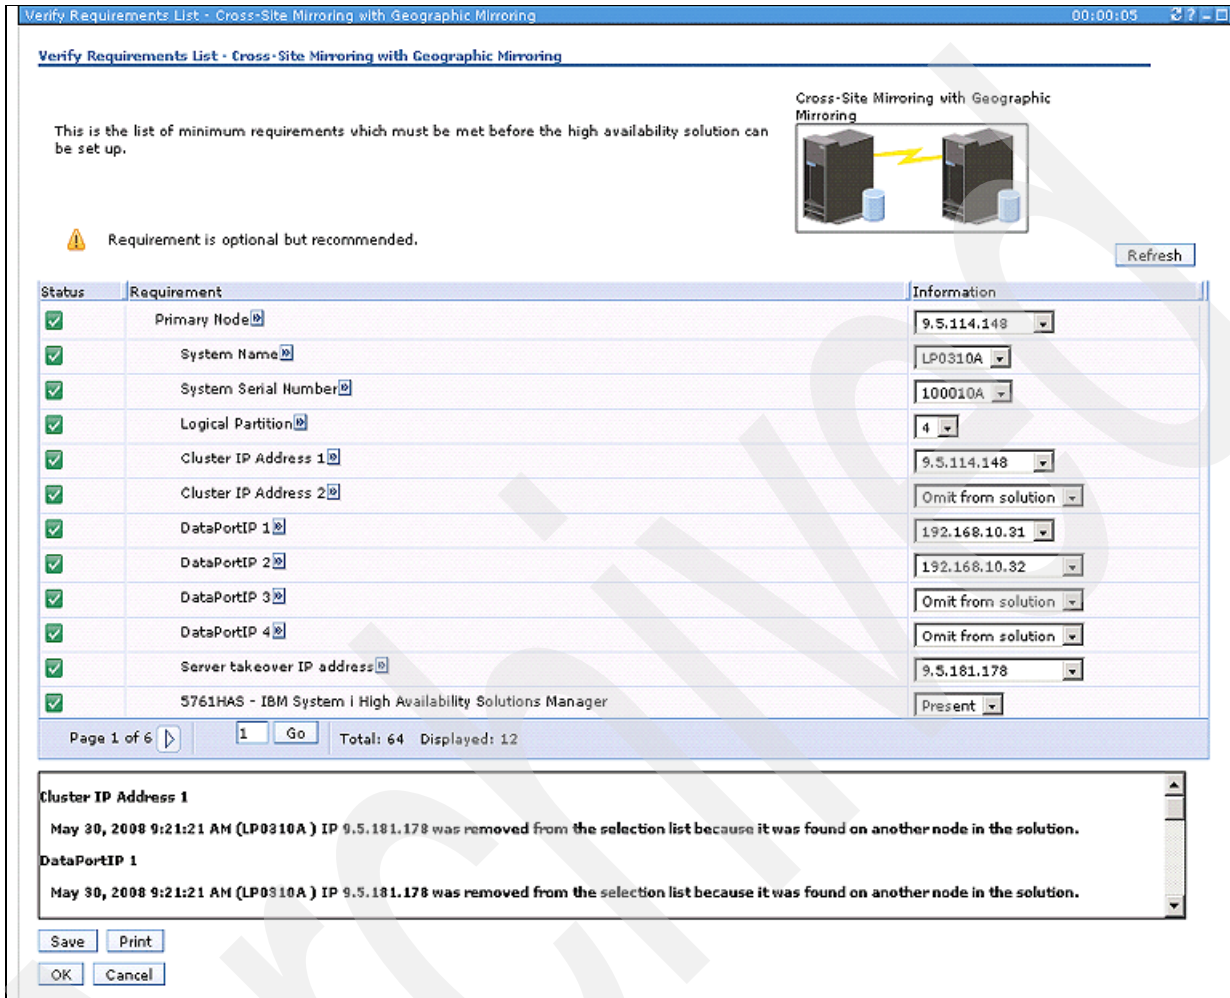 Verify Requirements List - Cross-Site Mirroring with Geographic Mirroring 00:00:05
Verify Requirements List - Cross-Site Mirroring with Geographic Mirroring
Cross-Site Mirroring with Geographic
Mirroring
This is the list of minimum requirements which must be met before the high availability solution can
be set up.
Requirement is optional but recommended.
Refresh
Status Requirement Information
Primary Node 9.5.114.148
System Name LP0310A
System Serial Number 100010A
Logical Partition 4
Cluster IP Address 1 9.5.114.148
Cluster IP Address 2 Omit from solution
DataPortIP 1 192.168.10.31
DataPortIP 2 192.168.10.32
DataPortIP 3 Omit from solution
DataPortIP 4 Omit from solution
Server takeover IP address 9.5.181.178
5761HAS - IBM System i High Availability Solutions Manager Present
Page 1 of 6 1 Go Total: 64 Displayed: 12
Cluster IP Address 1
May 30, 2008 9:21:21 AM (LP0310A ) IP 9.5.181.178 was removed from the selection list because it was found on another node in the solution.
DataPortIP 1
May 30, 2008 9:21:21 AM (LP0310A ) IP 9.5.181.178 was removed from the selection list because it was found on another node in the solution.
Save Print
OK Cancel
Archived